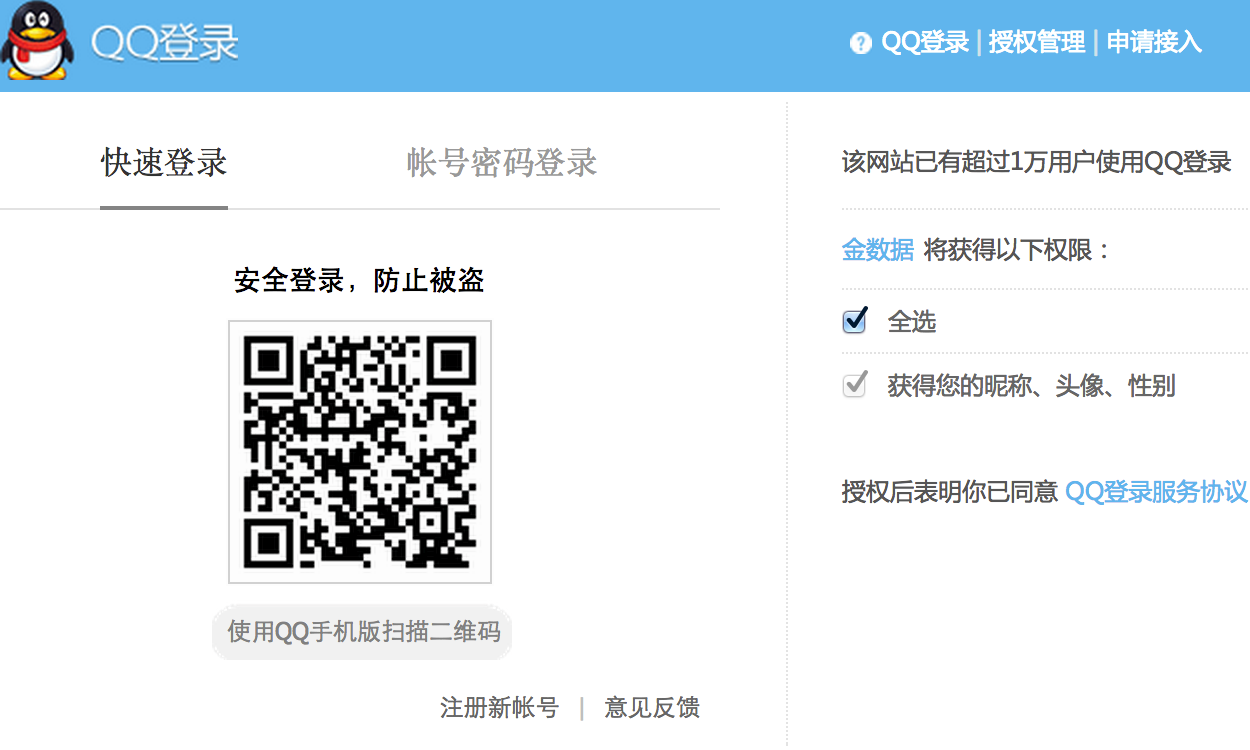 QQ登录
QQ登录 | 授权管理 | 申请接入
快速登录
帐号密码登录
安全登录，防止被盗
使用QQ手机版扫描二维码
注册新帐号 | 意见反馈
该网站已有超过1万用户使用QQ登录
金数据 将获得以下权限：
全选
获得您的昵称、头像、性别
授权后表明你已同意 QQ登录服务协议